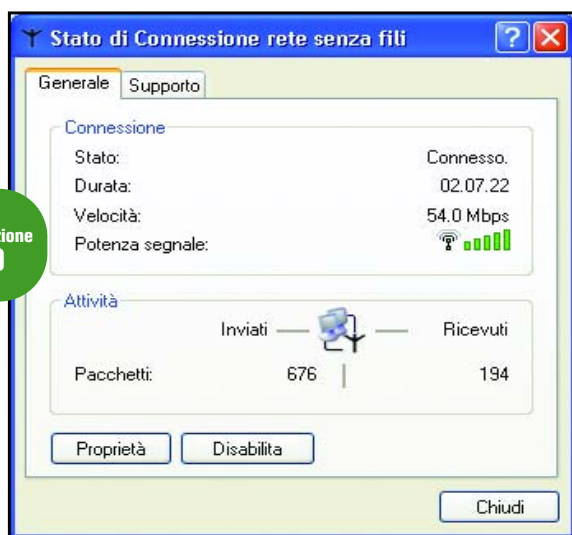 Stato di Connessione rete senza fili
Generale Supporto
Connessione
Stato: Connesso.
Durata: 02.07.22
Velocità: 54.0 Mbps
Potenza segnale:
Attività
Inviati Ricevuti
Pacchetti: 676 194
Proprietà Disabilita
Chiudi